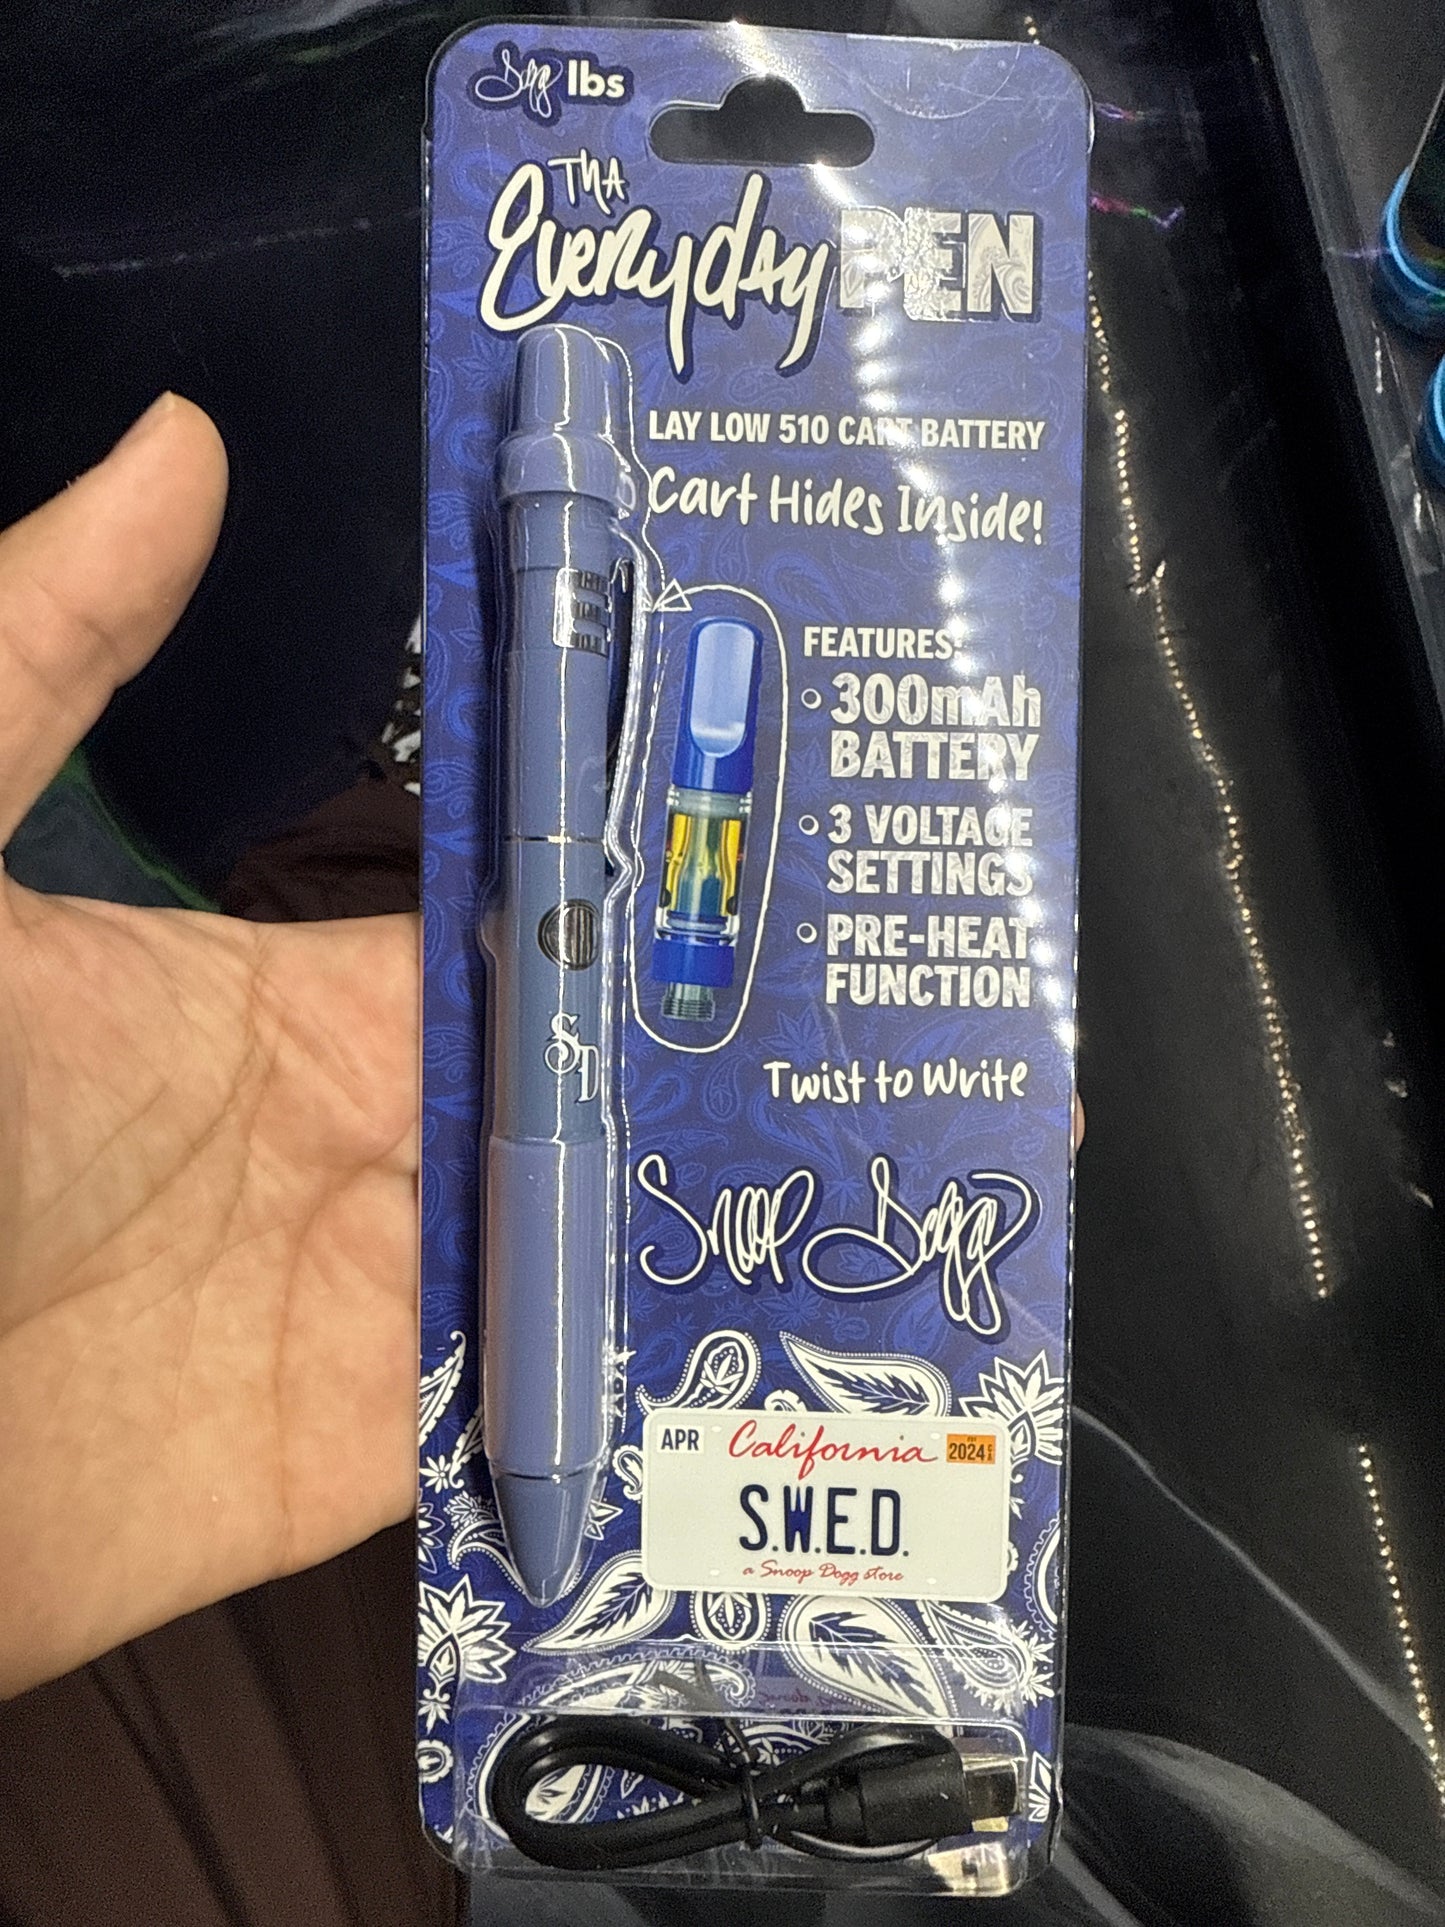 Dogg lbs
THA
Everyday PEN
LAY LOW 510 CART BATTERY
Cart Hides Inside!
FEATURES:
300mAh
BATTERY
3 VOLTAGE
SETTINGS
PRE-HEAT
FUNCTION
SD
Twist to Write
Snoop Dogg
APR California 2024
S.W.E.D.
a Snoop Dogg store